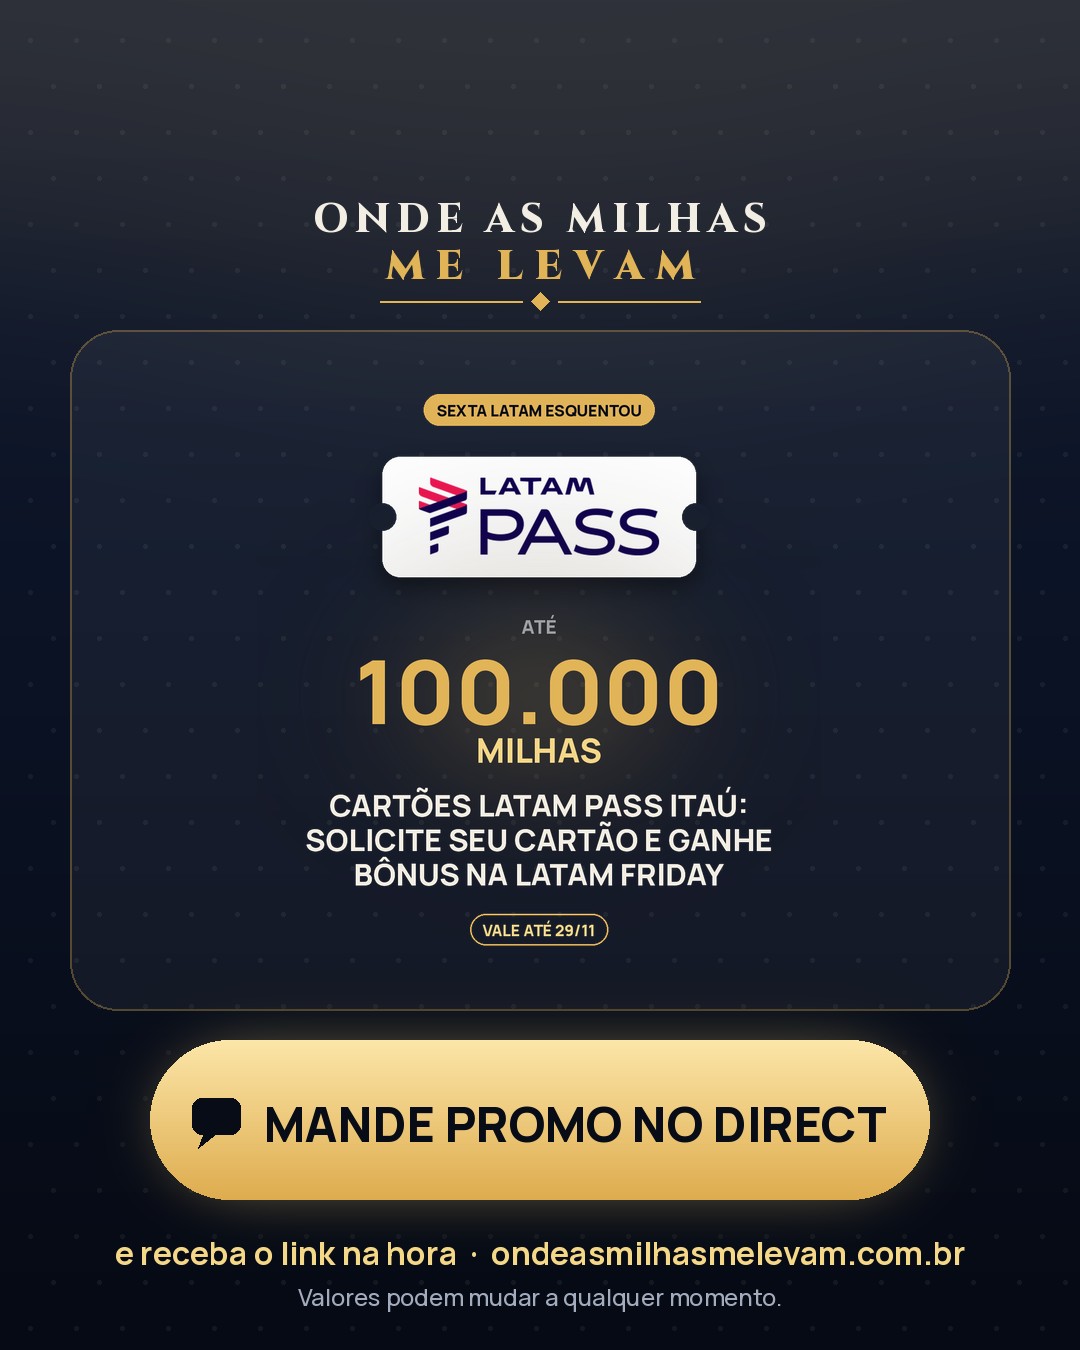 ONDE AS MILHAS
ME LEVAM
SEXTA LATAM ESQUENTOU
LATAM
PASS
ATÉ
100.000
MILHAS
CARTÕES LATAM PASS ITAÚ:
SOLICITE SEU CARTÃO E GANHE
BÔNUS NA LATAM FRIDAY
VALE ATÉ 29/11
MANDE PROMO NO DIRECT
e receba o link na hora · ondeasmilhasmelevam.com.br
Valores podem mudar a qualquer momento.